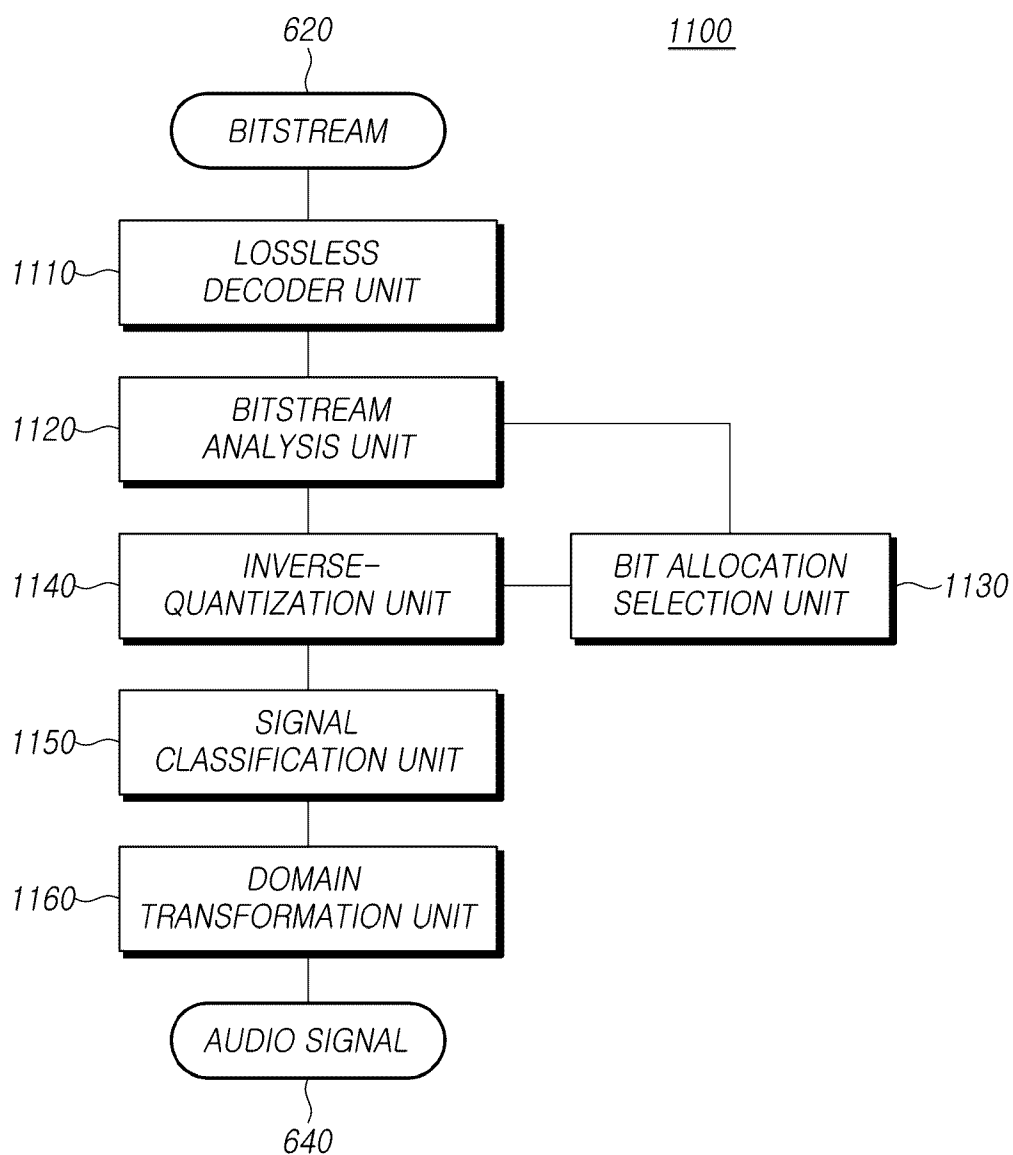 620
1100
BITSTREAM
LOSSLESS
DECODER UNIT
1110
BITSTREAM
ANALYSIS UNIT
1120
INVERSE-
QUANTIZATION UNIT
1140
BIT ALLOCATION
SELECTION UNIT
1130
SIGNAL
CLASSIFICATION UNIT
1150
DOMAIN
TRANSFORMATION UNIT
1160
AUDIO SIGNAL
640